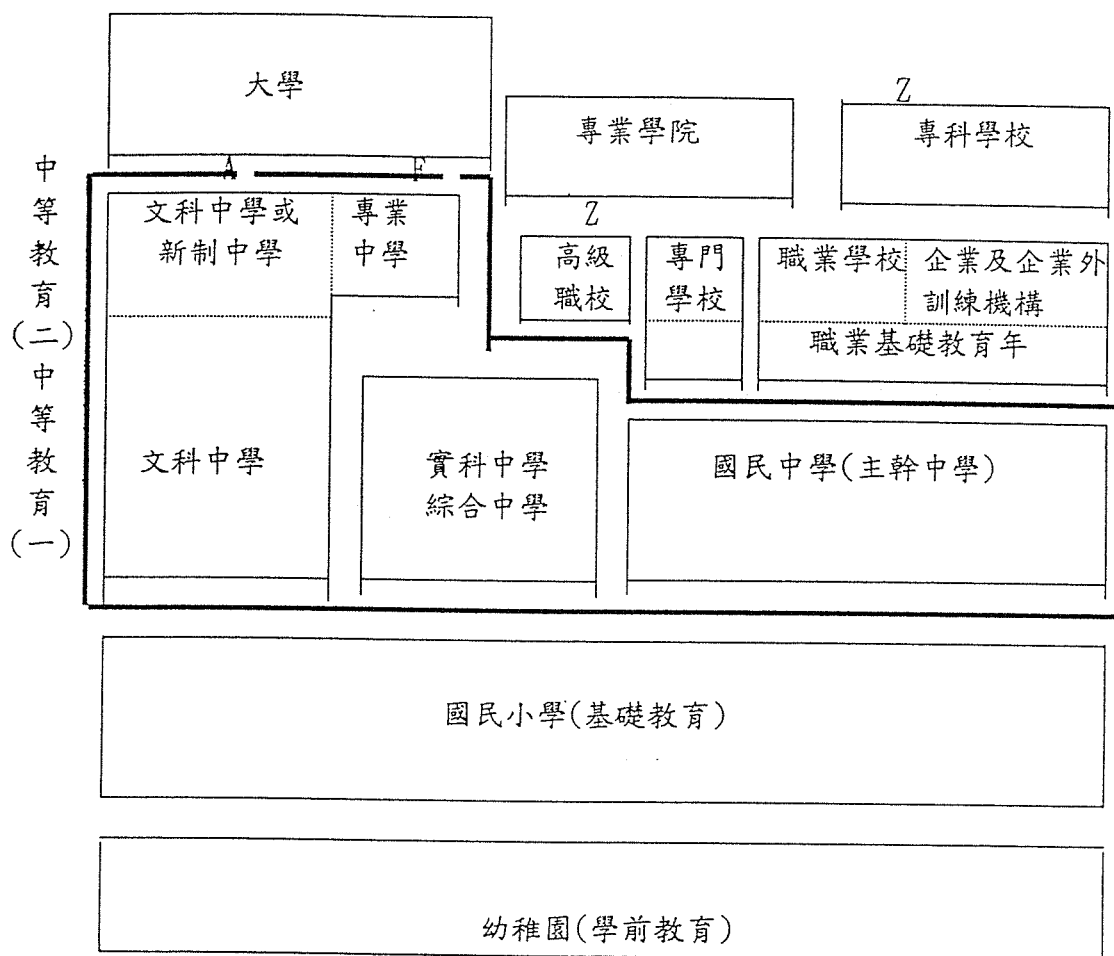 大學
Z
專業學院
專科學校
A
F
中等教育(二)中等教育(一)
文科中學或
新制中學
專業
中學
Z
高級
職校
專門
學校
職業學校
企業及企業外
訓練機構
職業基礎教育年
文科中學
實科中學
綜合中學
國民中學(主幹中學)
國民小學(基礎教育)
幼稚園(學前教育)